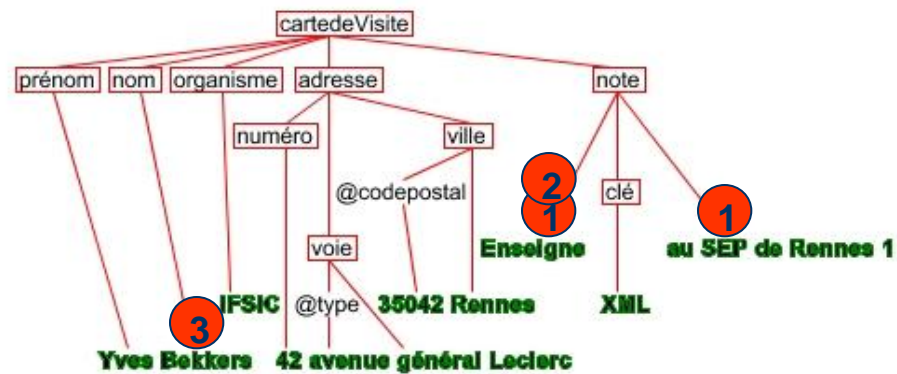 cartedeVisite
prénom nom organisme adresse note
numéro ville
@codepostal 2 clé
1 1
voie Enseigne au SEP de Rennes 1
IFSIC @type 35042 Rennes XML
3
Yves Bekkers 42 avenue général Leclerc